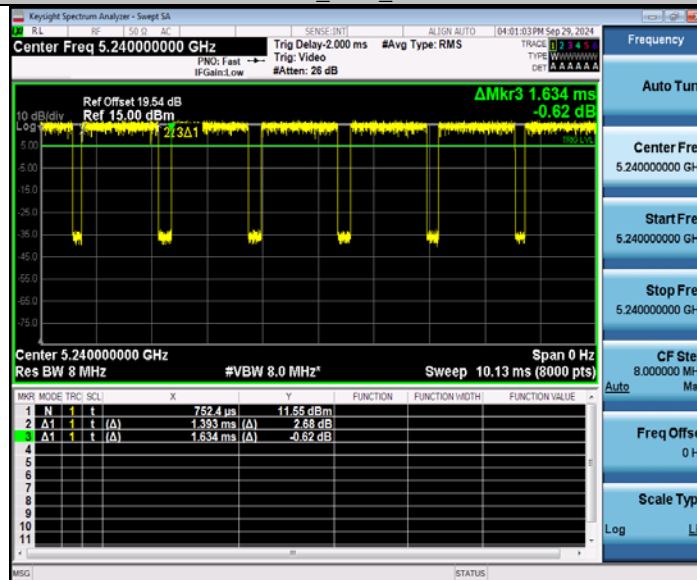 Keysight Spectrum Analyzer - Swept SA
RL RF 50 Ω AC SENSE:INT ALIGN AUTO 04:01:03 PM Sep 29, 2024
Center Freq 5.240000000 GHz
PNO: Fast
IFGain:Low
Trig Delay-2.000 ms
Trig: Video
#Atten: 26 dB
#Avg Type: RMS
TRACE 1 2 3 4 5 6
TYPE WWWWWW
DET A A A A A A
ΔMkr3 1.634 ms
-0.62 dB
Ref Offset 19.54 dB
10 dB/div Ref 15.00 dBm
Log
2 3Δ1
TRIG LVL
5.00
-5.00
-15.0
-25.0
-35.0
-45.0
-55.0
-65.0
-75.0
Center 5.240000000 GHz Span 0 Hz
Res BW 8 MHz #VBW 8.0 MHz* Sweep 10.13 ms (8000 pts)
MKR MODE TRC SCL X Y FUNCTION FUNCTION WIDTH FUNCTION VALUE
1 N 1 t 752.4 µs 11.55 dBm
2 Δ1 1 t (Δ) 1.393 ms (Δ) 2.68 dB
3 Δ1 1 t (Δ) 1.634 ms (Δ) -0.62 dB
4
5
6
7
8
9
10
11
MSG STATUS
Frequency
Auto Tun
Center Fre
5.240000000 GH
Start Fre
5.240000000 GH
Stop Fre
5.240000000 GH
CF Ste
8.000000 MH
Auto Ma
Freq Offs
0 H
Scale Typ
Log Li